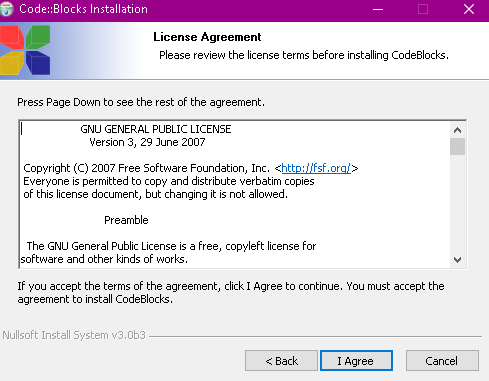 Code::Blocks Installation
License Agreement
Please review the license terms before installing CodeBlocks.
Press Page Down to see the rest of the agreement.
GNU GENERAL PUBLIC LICENSE
Version 3, 29 June 2007
Copyright (C) 2007 Free Software Foundation, Inc. <http://fsf.org/>
Everyone is permitted to copy and distribute verbatim copies
of this license document, but changing it is not allowed.
Preamble
The GNU General Public License is a free, copyleft license for
software and other kinds of works.
If you accept the terms of the agreement, click I Agree to continue. You must accept the
agreement to install CodeBlocks.
Nullsoft Install System v3.0b3
< Back
I Agree
Cancel